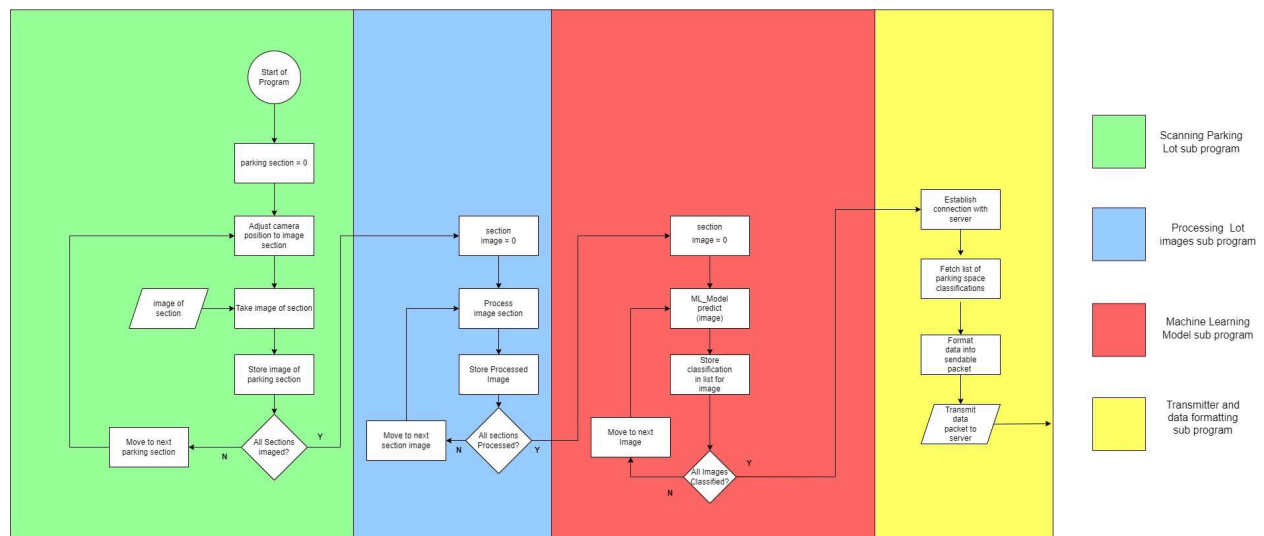 Start of
Program
parking section = 0
Adjust camera
position to image
section
image of
section
Take image of section
Store image of
parking section
All Sections
imaged?
Y
N
Move to next
parking section
section
image = 0
Process
image section
Store Processed
Image
All sections
Processed?
Y
N
Move to next
section image
section
image = 0
ML_Model
predict
(image)
Store
classification
in list for
image
Move to next
Image
All Images
Classified?
Y
N
Establish
connection with
server
Fetch list of
parking space
classifications
Format
data into
sendable
packet
Transmit
data
packet to
server
Scanning Parking
Lot sub program
Processing Lot
images sub program
Machine Learning
Model sub program
Transmitter and
data formatting
sub program